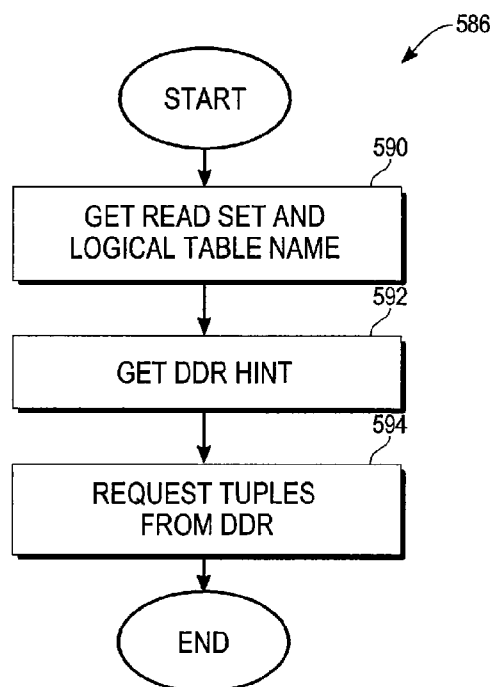 586
START
590
GET READ SET AND
LOGICAL TABLE NAME
592
GET DDR HINT
594
REQUEST TUPLES
FROM DDR
END